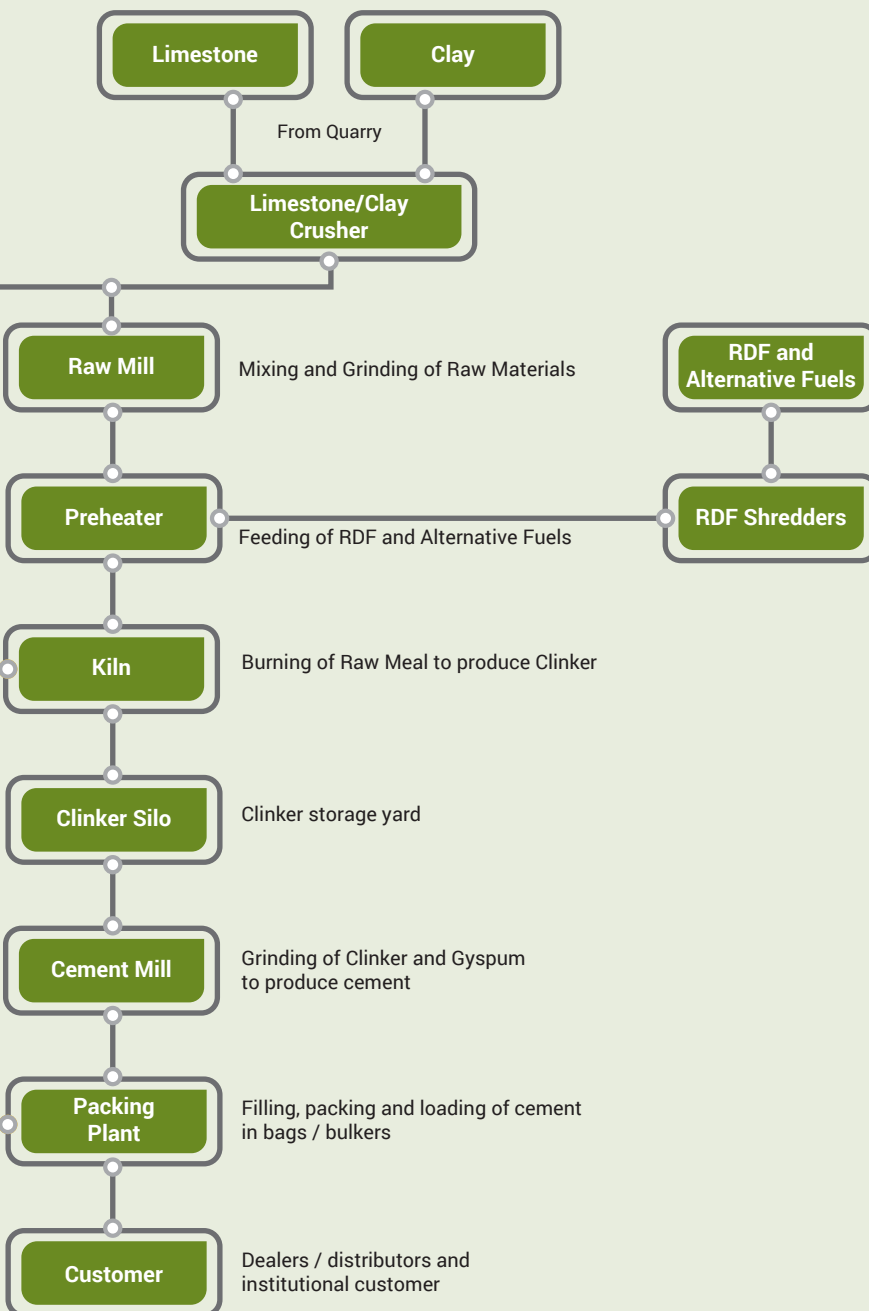 Limestone
Clay
From Quarry
Limestone/Clay
Crusher
Raw Mill
Mixing and Grinding of Raw Materials
RDF and
Alternative Fuels
Preheater
Feeding of RDF and Alternative Fuels
RDF Shredders
Kiln
Burning of Raw Meal to produce Clinker
Clinker Silo
Clinker storage yard
Cement Mill
Grinding of Clinker and Gyspum
to produce cement
Packing
Plant
Filling, packing and loading of cement
in bags / bulkers
Customer
Dealers / distributors and
institutional customer